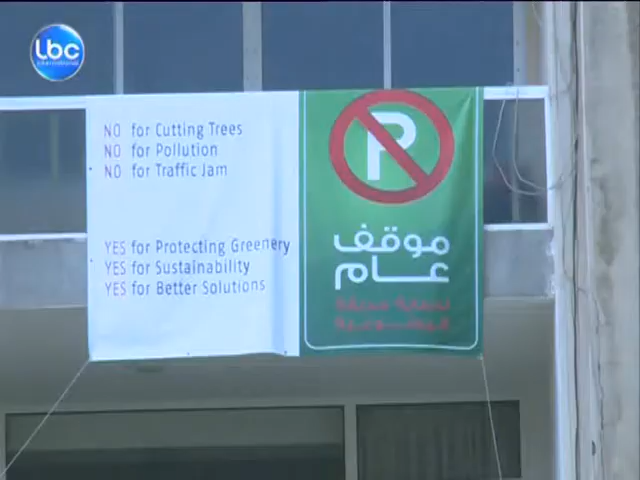 lbc
NO for Cutting Trees
NO for Pollution
NO for Traffic Jam
YES for Protecting Greenery
YES for Sustainability
YES for Better Solutions
P
موقف
عام